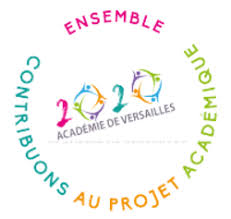 ENSEMBLE
CONTRIBUONS AU PROJET ACADÉMIQUE
2020
ACADÉMIE DE VERSAILLES